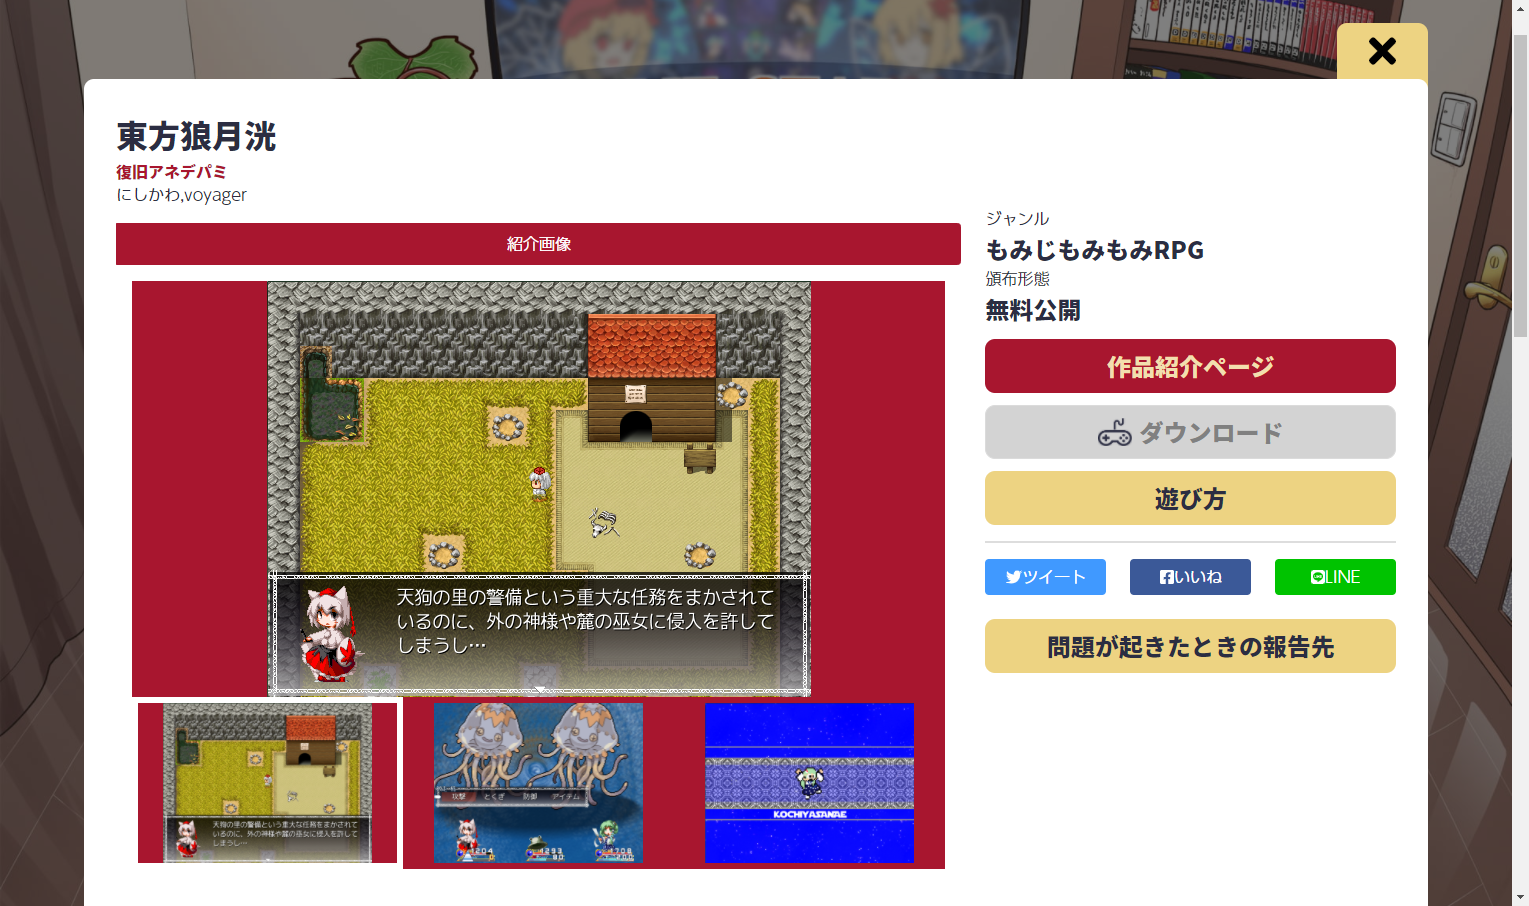 東方狼月洸
復旧アネデパミ
にしかわ,voyager
紹介画像
天狗の里の警備という重大な任務をまかされて
いるのに、外の神様や麓の巫女に侵入を許して
しまうし…
天狗の里の警備という重大な任務をまかされて
いるのに、外の神様や麓の巫女に侵入を許して
しまうし…
攻撃 とくぎ 防御 アイテム
KOCHIYASANAE
ジャンル
もみじもみもみRPG
頒布形態
無料公開
作品紹介ページ
ダウンロード
遊び方
ツイート
いいね
LINE
問題が起きたときの報告先